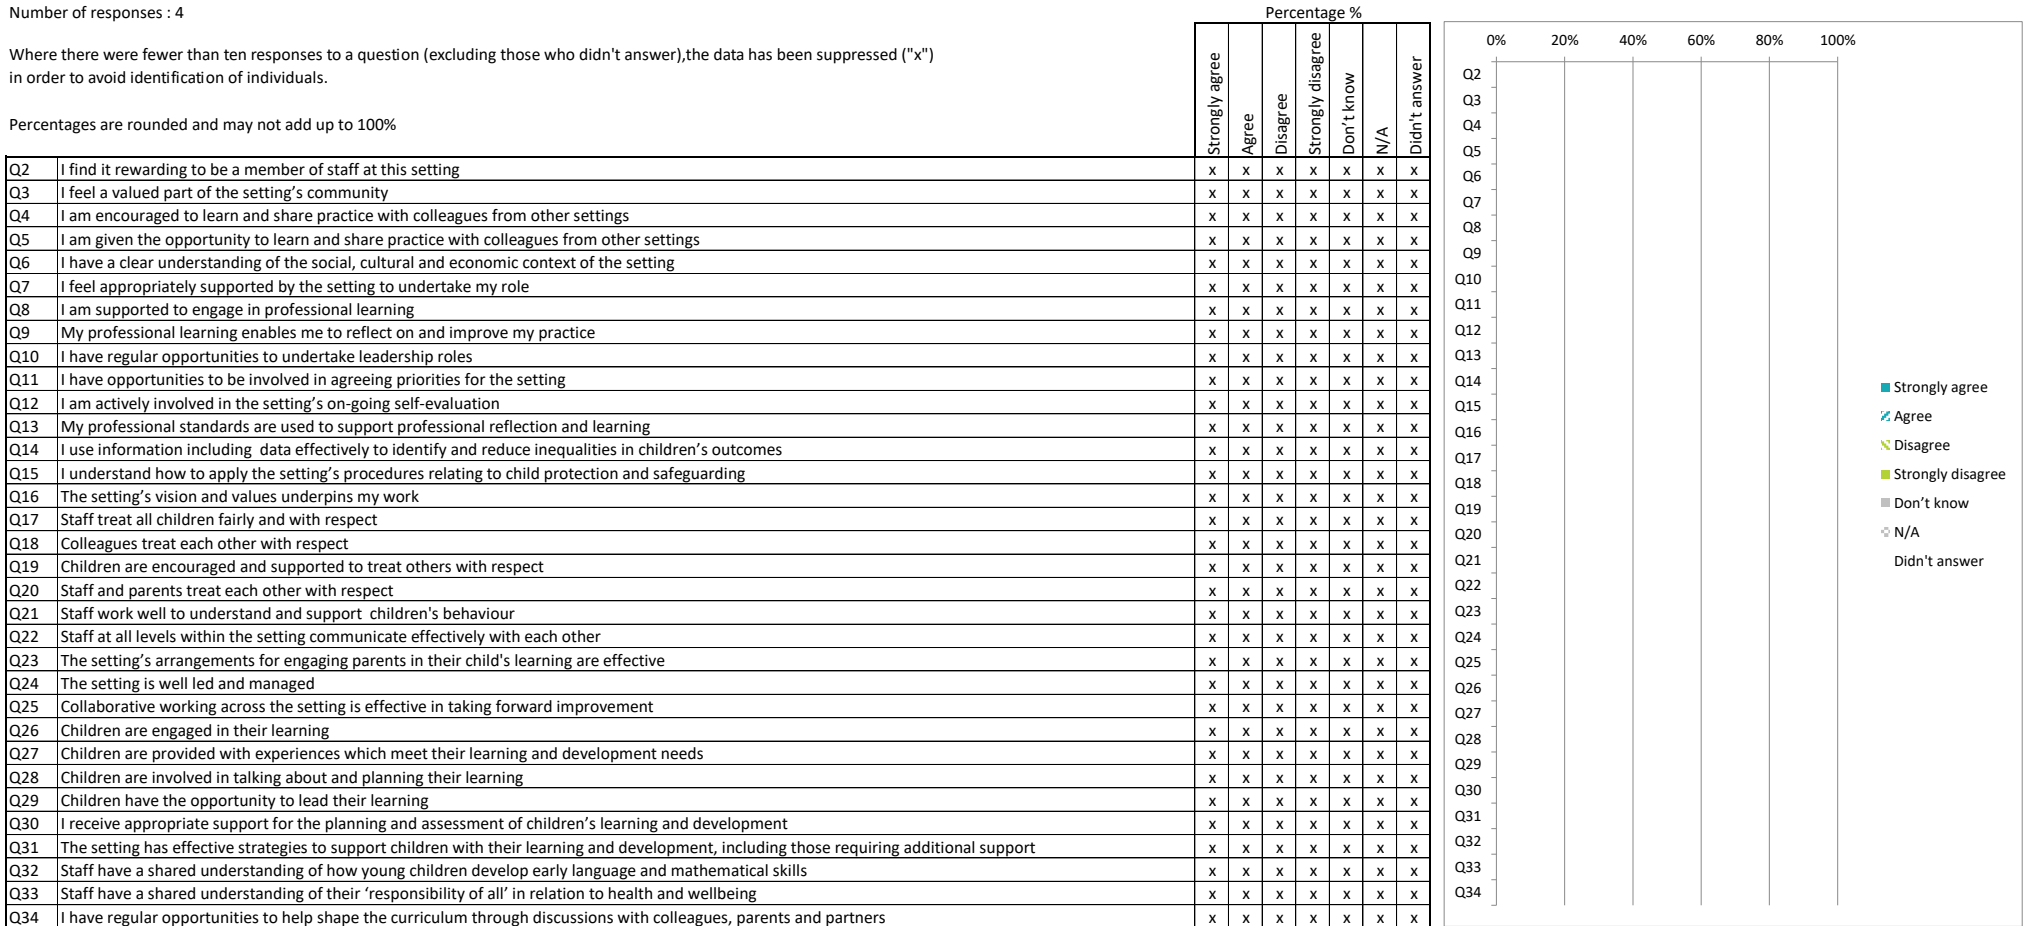 Number of responses : 4
Percentage %
Where there were fewer than ten responses to a question (excluding those who didn't answer),the data has been suppressed ("x")
in order to avoid identification of individuals.
Percentages are rounded and may not add up to 100%
Strongly agree
Agree
Disagree
Strongly disagree
Don’t know
N/A
Didn't answer
Q2 I find it rewarding to be a member of staff at this setting x x x x x x x
Q3 I feel a valued part of the setting’s community x x x x x x x
Q4 I am encouraged to learn and share practice with colleagues from other settings x x x x x x x
Q5 I am given the opportunity to learn and share practice with colleagues from other settings x x x x x x x
Q6 I have a clear understanding of the social, cultural and economic context of the setting x x x x x x x
Q7 I feel appropriately supported by the setting to undertake my role x x x x x x x
Q8 I am supported to engage in professional learning x x x x x x x
Q9 My professional learning enables me to reflect on and improve my practice x x x x x x x
Q10 I have regular opportunities to undertake leadership roles x x x x x x x
Q11 I have opportunities to be involved in agreeing priorities for the setting x x x x x x x
Q12 I am actively involved in the setting’s on-going self-evaluation x x x x x x x
Q13 My professional standards are used to support professional reflection and learning x x x x x x x
Q14 I use information including  data effectively to identify and reduce inequalities in children’s outcomes x x x x x x x
Q15 I understand how to apply the setting’s procedures relating to child protection and safeguarding x x x x x x x
Q16 The setting’s vision and values underpins my work x x x x x x x
Q17 Staff treat all children fairly and with respect x x x x x x x
Q18 Colleagues treat each other with respect x x x x x x x
Q19 Children are encouraged and supported to treat others with respect x x x x x x x
Q20 Staff and parents treat each other with respect x x x x x x x
Q21 Staff work well to understand and support  children's behaviour x x x x x x x
Q22 Staff at all levels within the setting communicate effectively with each other x x x x x x x
Q23 The setting’s arrangements for engaging parents in their child's learning are effective x x x x x x x
Q24 The setting is well led and managed x x x x x x x
Q25 Collaborative working across the setting is effective in taking forward improvement x x x x x x x
Q26 Children are engaged in their learning x x x x x x x
Q27 Children are provided with experiences which meet their learning and development needs x x x x x x x
Q28 Children are involved in talking about and planning their learning x x x x x x x
Q29 Children have the opportunity to lead their learning x x x x x x x
Q30 I receive appropriate support for the planning and assessment of children’s learning and development x x x x x x x
Q31 The setting has effective strategies to support children with their learning and development, including those requiring additional support x x x x x x x
Q32 Staff have a shared understanding of how young children develop early language and mathematical skills x x x x x x x
Q33 Staff have a shared understanding of their ‘responsibility of all’ in relation to health and wellbeing x x x x x x x
Q34 I have regular opportunities to help shape the curriculum through discussions with colleagues, parents and partners x x x x x x x
0% 20% 40% 60% 80% 100%
Q2
Q3
Q4
Q5
Q6
Q7
Q8
Q9
Q10
Q11
Q12
Q13
Q14
Q15
Q16
Q17
Q18
Q19
Q20
Q21
Q22
Q23
Q24
Q25
Q26
Q27
Q28
Q29
Q30
Q31
Q32
Q33
Q34
Strongly agree
Agree
Disagree
Strongly disagree
Don’t know
N/A
Didn't answer